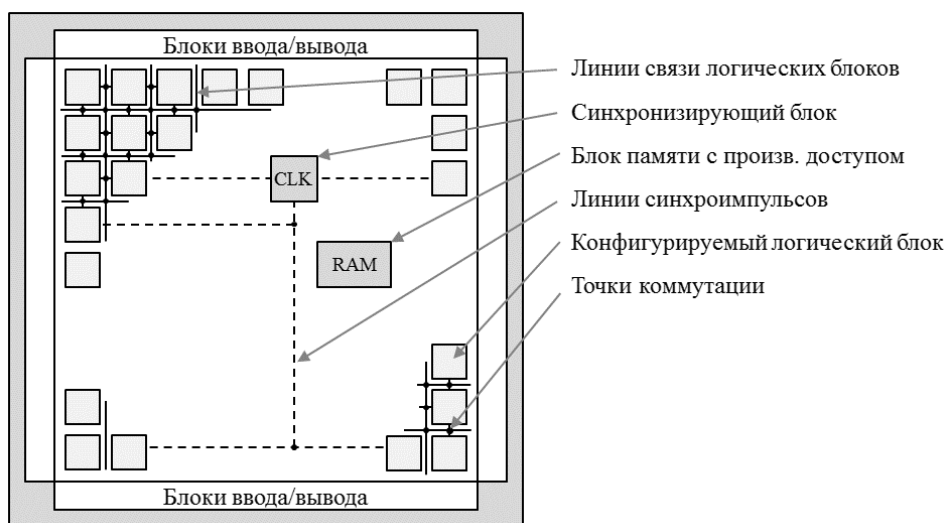 Блоки ввода/вывода
Линии связи логических блоков
Синхронизирующий блок
Блок памяти с произв. доступом
CLK
Линии синхроимпульсов
Конфигурируемый логический блок
RAM
Точки коммутации
Блоки ввода/вывода